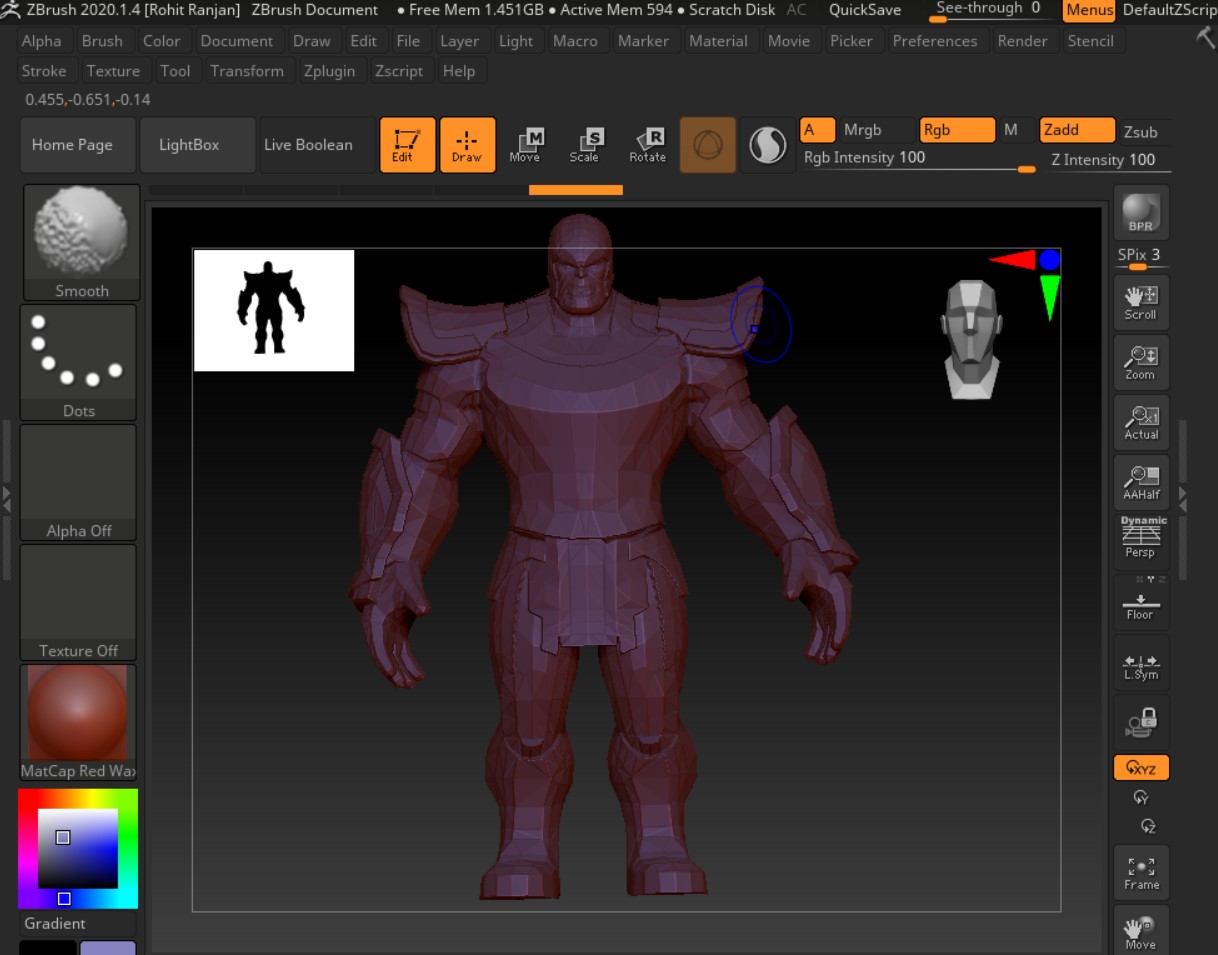 ZBrush 2020.1.4 [Rohit Ranjan] ZBrush Document • Free Mem 1.451GB • Active Mem 594 • Scratch Disk AC QuickSave See-through 0 Menus DefaultZScrip
Alpha Brush Color Document Draw Edit File Layer Light Macro Marker Material Movie Picker Preferences Render Stencil
Stroke Texture Tool Transform Zplugin Zscript Help
0.455,-0.651,-0.14
Home Page LightBox Live Boolean Edit Draw M Move S Scale R Rotate A Mrgb Rgb M Zadd Zsub
Rgb Intensity 100 Z Intensity 100
BPR
SPix 3
Smooth
Scroll
Zoom
Dots
x1
Actual
AAHalf
Alpha Off
Dynamic
Persp
X Y Z
Floor
Texture Off
L.Sym
MatCap Red Wax
XYZ
Y
Z
Frame
Gradient
Move